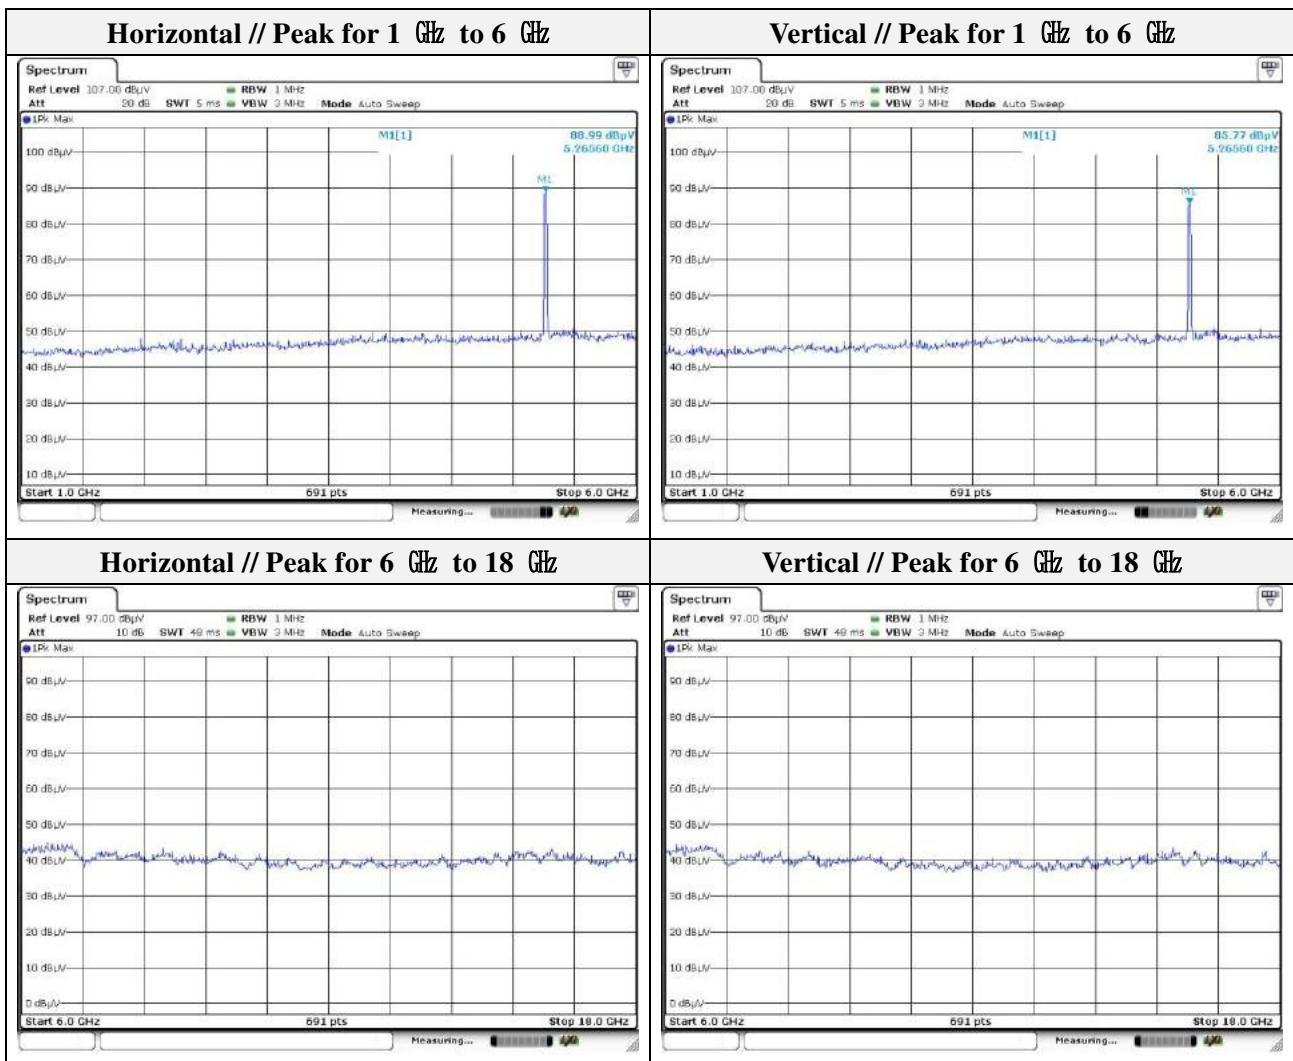 Horizontal // Peak for 1 ㎓ to 6 ㎓
Spectrum
Ref Level 107.00 dBµV RBW 1 MHz
Att 20 dB SWT 5 ms VBW 3 MHz Mode Auto Sweep
1Pk Max
M1[1] 88.99 dBµV
5.26560 GHz
M1
100 dBµV
90 dBµV
80 dBµV
70 dBµV
60 dBµV
50 dBµV
40 dBµV
30 dBµV
20 dBµV
10 dBµV
Start 1.0 GHz 691 pts Stop 6.0 GHz
Measuring...
Vertical // Peak for 1 ㎓ to 6 ㎓
Spectrum
Ref Level 107.00 dBµV RBW 1 MHz
Att 20 dB SWT 5 ms VBW 3 MHz Mode Auto Sweep
1Pk Max
M1[1] 85.77 dBµV
5.26560 GHz
M1
100 dBµV
90 dBµV
80 dBµV
70 dBµV
60 dBµV
50 dBµV
40 dBµV
30 dBµV
20 dBµV
10 dBµV
Start 1.0 GHz 691 pts Stop 6.0 GHz
Measuring...
Horizontal // Peak for 6 ㎓ to 18 ㎓
Spectrum
Ref Level 97.00 dBµV RBW 1 MHz
Att 10 dB SWT 48 ms VBW 3 MHz Mode Auto Sweep
1Pk Max
90 dBµV
80 dBµV
70 dBµV
60 dBµV
50 dBµV
40 dBµV
30 dBµV
20 dBµV
10 dBµV
0 dBµV
Start 6.0 GHz 691 pts Stop 18.0 GHz
Measuring...
Vertical // Peak for 6 ㎓ to 18 ㎓
Spectrum
Ref Level 97.00 dBµV RBW 1 MHz
Att 10 dB SWT 48 ms VBW 3 MHz Mode Auto Sweep
1Pk Max
90 dBµV
80 dBµV
70 dBµV
60 dBµV
50 dBµV
40 dBµV
30 dBµV
20 dBµV
10 dBµV
0 dBµV
Start 6.0 GHz 691 pts Stop 18.0 GHz
Measuring...